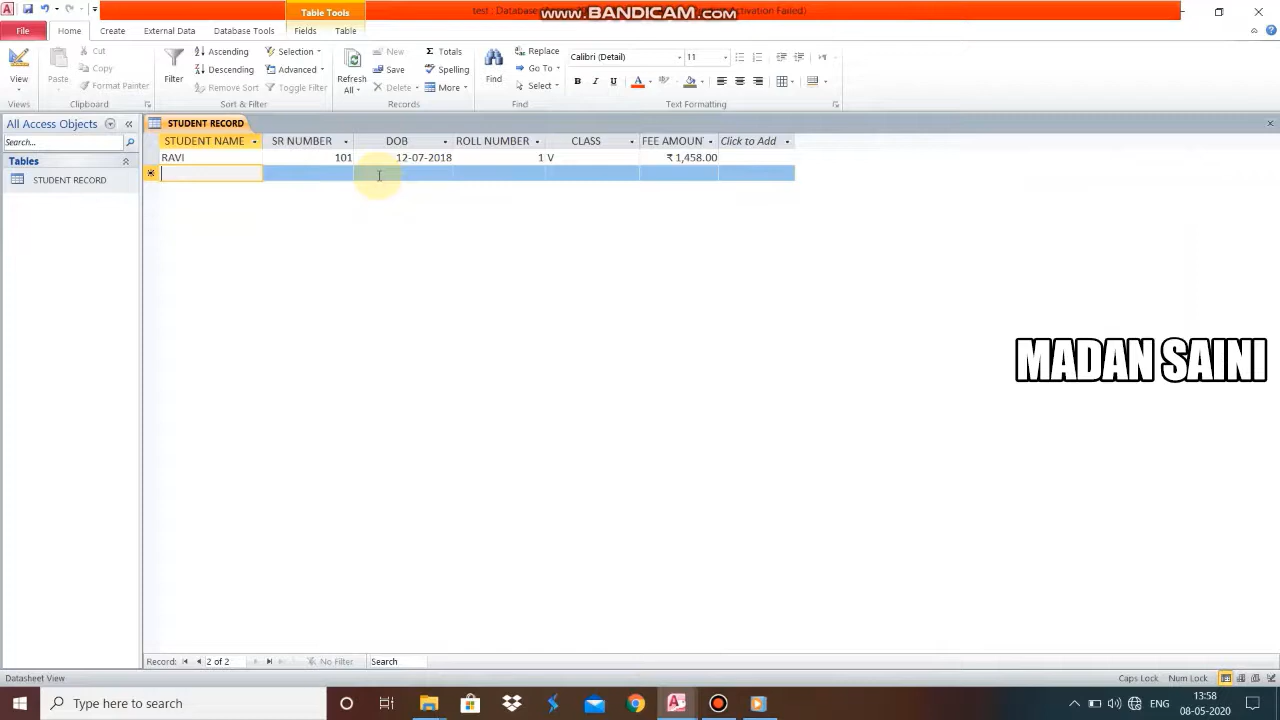 Table Tools
test : Database
www.BANDICAM.com
Activation Failed)
File Home Create External Data Database Tools Fields Table
View
Views
Paste
Cut
Copy
Format Painter
Clipboard
Filter
Ascending
Descending
Remove Sort
Selection
Advanced
Toggle Filter
Sort & Filter
Refresh All
New
Save
Delete
Totals
Spelling
More
Records
Find
Replace
Go To
Select
Find
Calibri (Detail) 11
B I U A
Text Formatting
All Access Objects
Search...
Tables
STUDENT RECORD
STUDENT RECORD
STUDENT NAME SR NUMBER DOB ROLL NUMBER CLASS FEE AMOUN Click to Add
RAVI 101 12-07-2018 1 V ₹ 1,458.00
MADAN SAINI
Record: 2 of 2 No Filter Search
Datasheet View Caps Lock Num Lock
Type here to search
ENG
13:58
08-05-2020